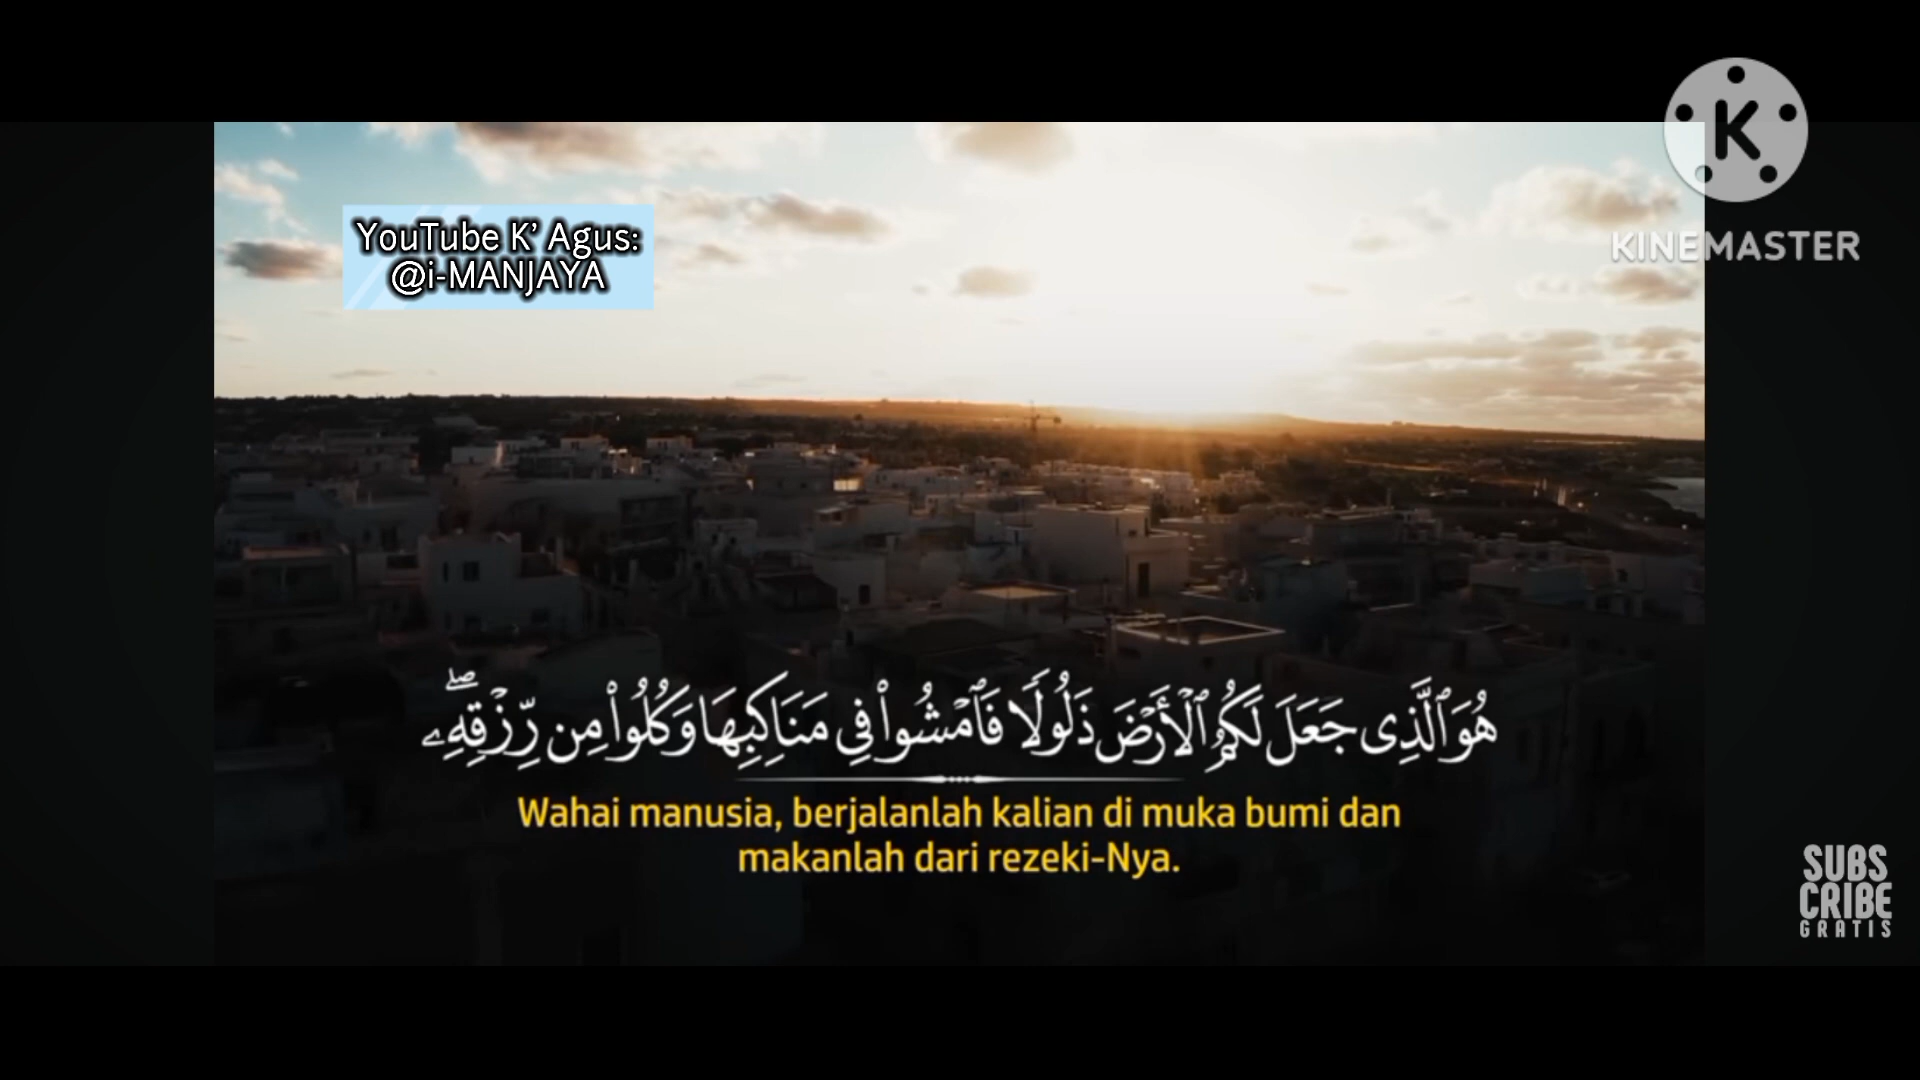 YouTube K' Agus:
@i-MANJAYA
K
KINEMASTER
هُوَ ٱلَّذِى جَعَلَ لَكُمُ ٱلْأَرْضَ ذَلُولًا فَٱمْشُوا۟ فِى مَنَاكِبِهَا وَكُلُوا۟ مِن رِّزْقِهِۦ ۖ
Wahai manusia, berjalanlah kalian di muka bumi dan
makanlah dari rezeki-Nya.
SUBS
CRIBE
GRATIS